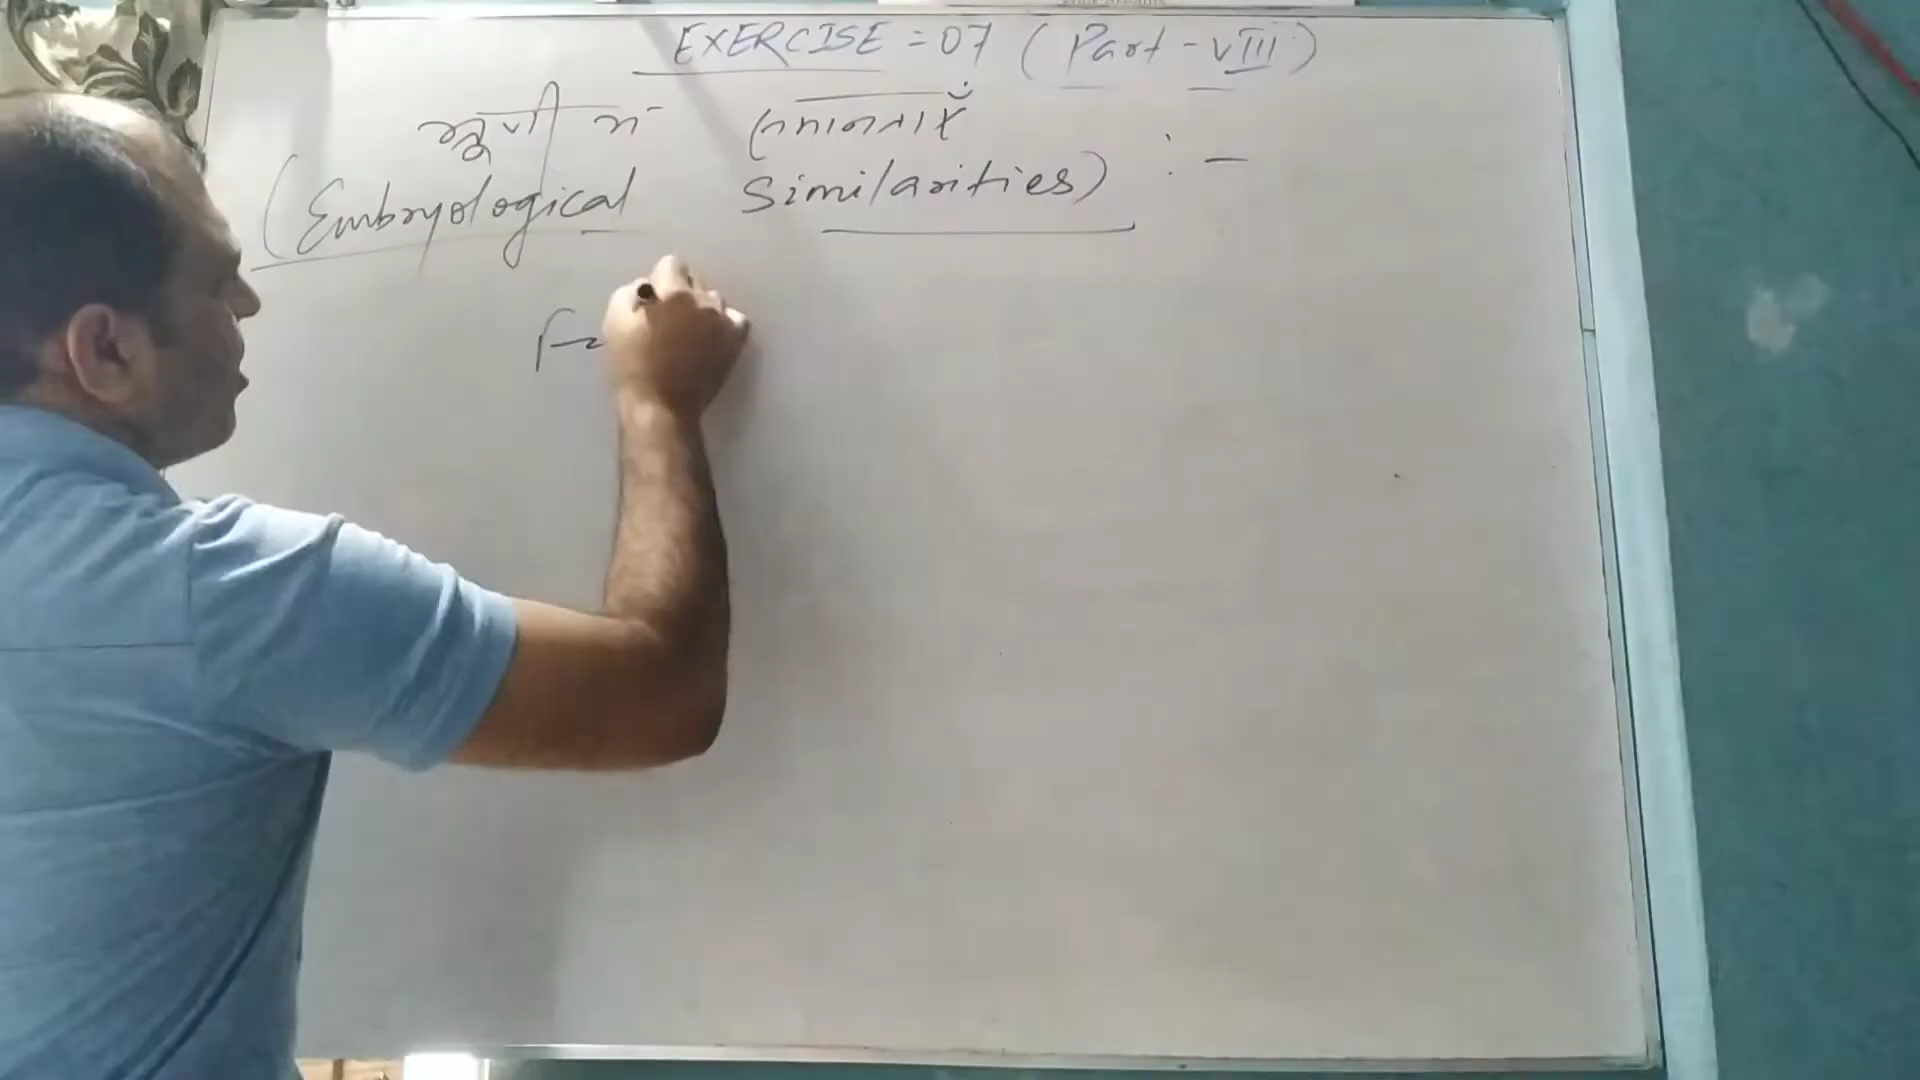 EXERCISE = 07 (Part - VIII)
भ्रूणी में समानतायें
(Embryological Similarities) : -